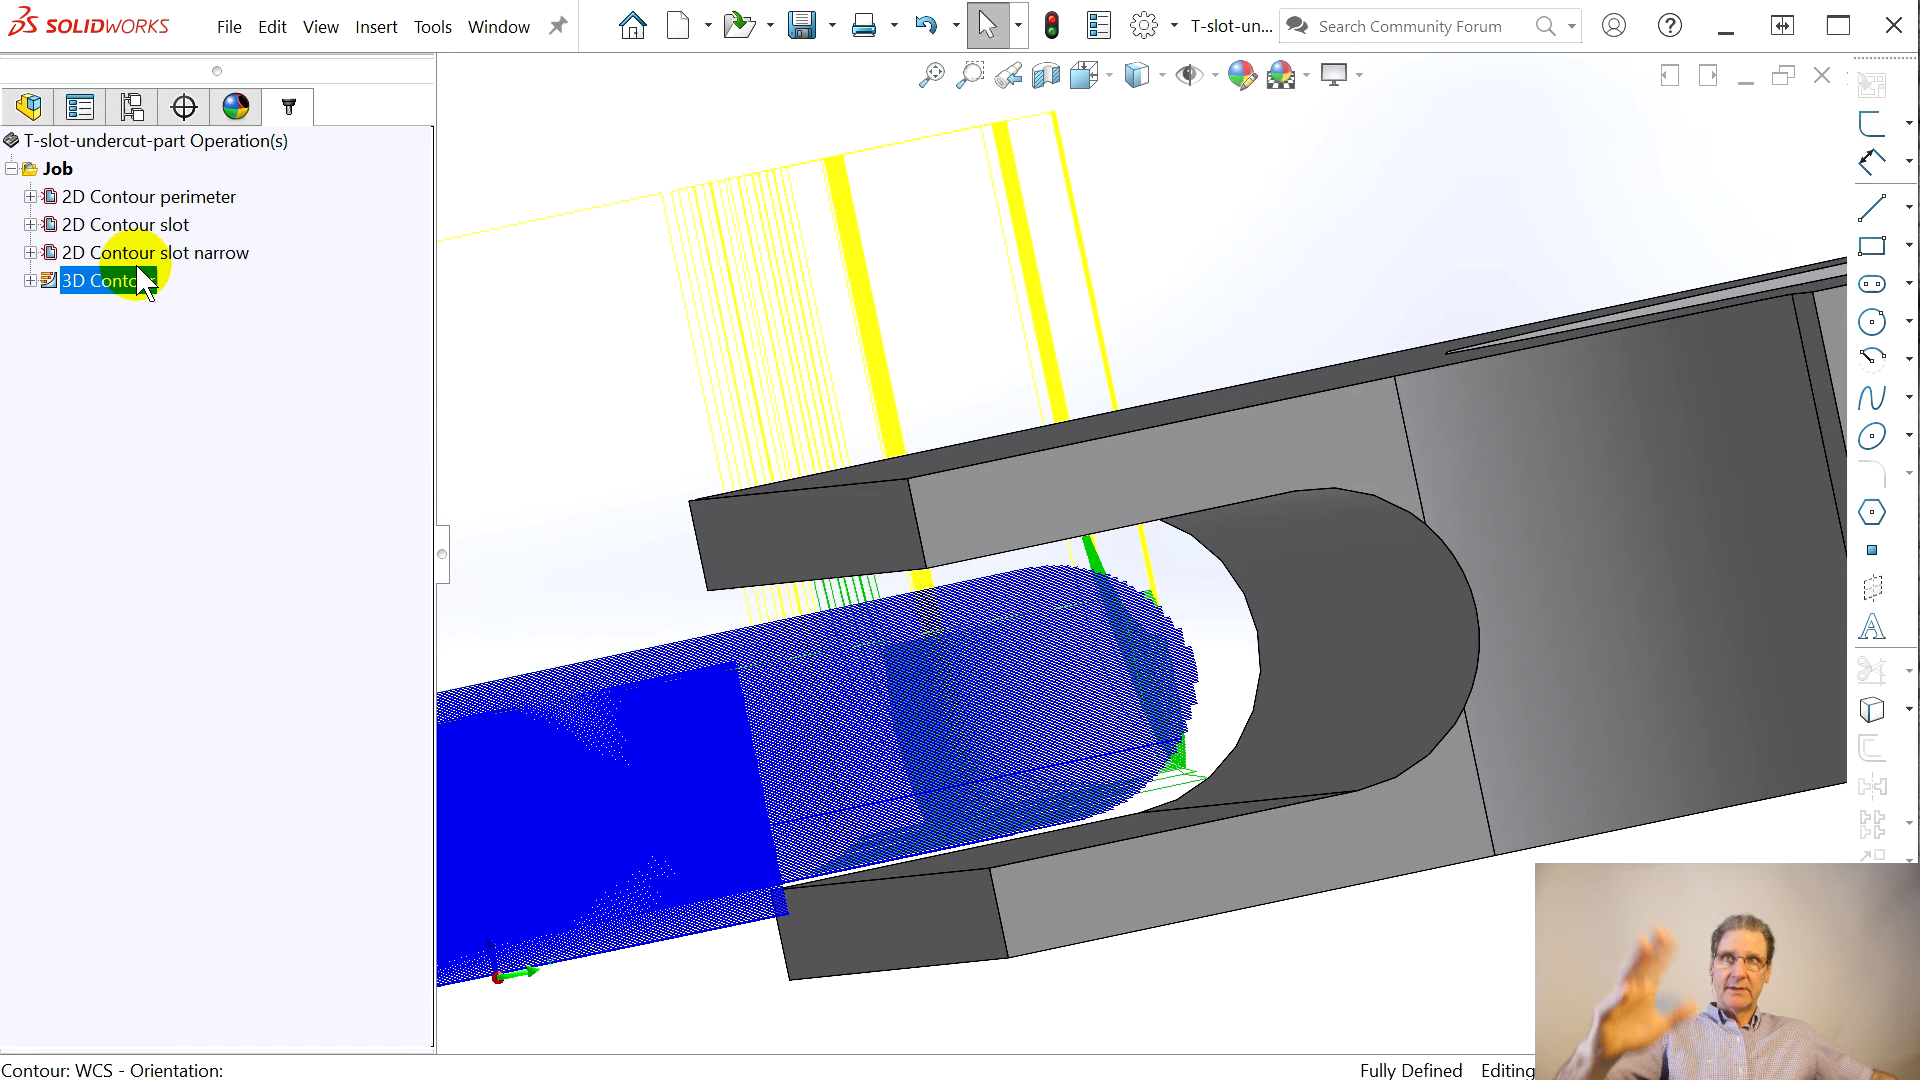 SOLIDWORKS File Edit View Insert Tools Window T-slot-un... Search Community Forum
T-slot-undercut-part Operation(s)
Job
2D Contour perimeter
2D Contour slot
2D Contour slot narrow
3D Contour
Contour: WCS - Orientation: Fully Defined Editing